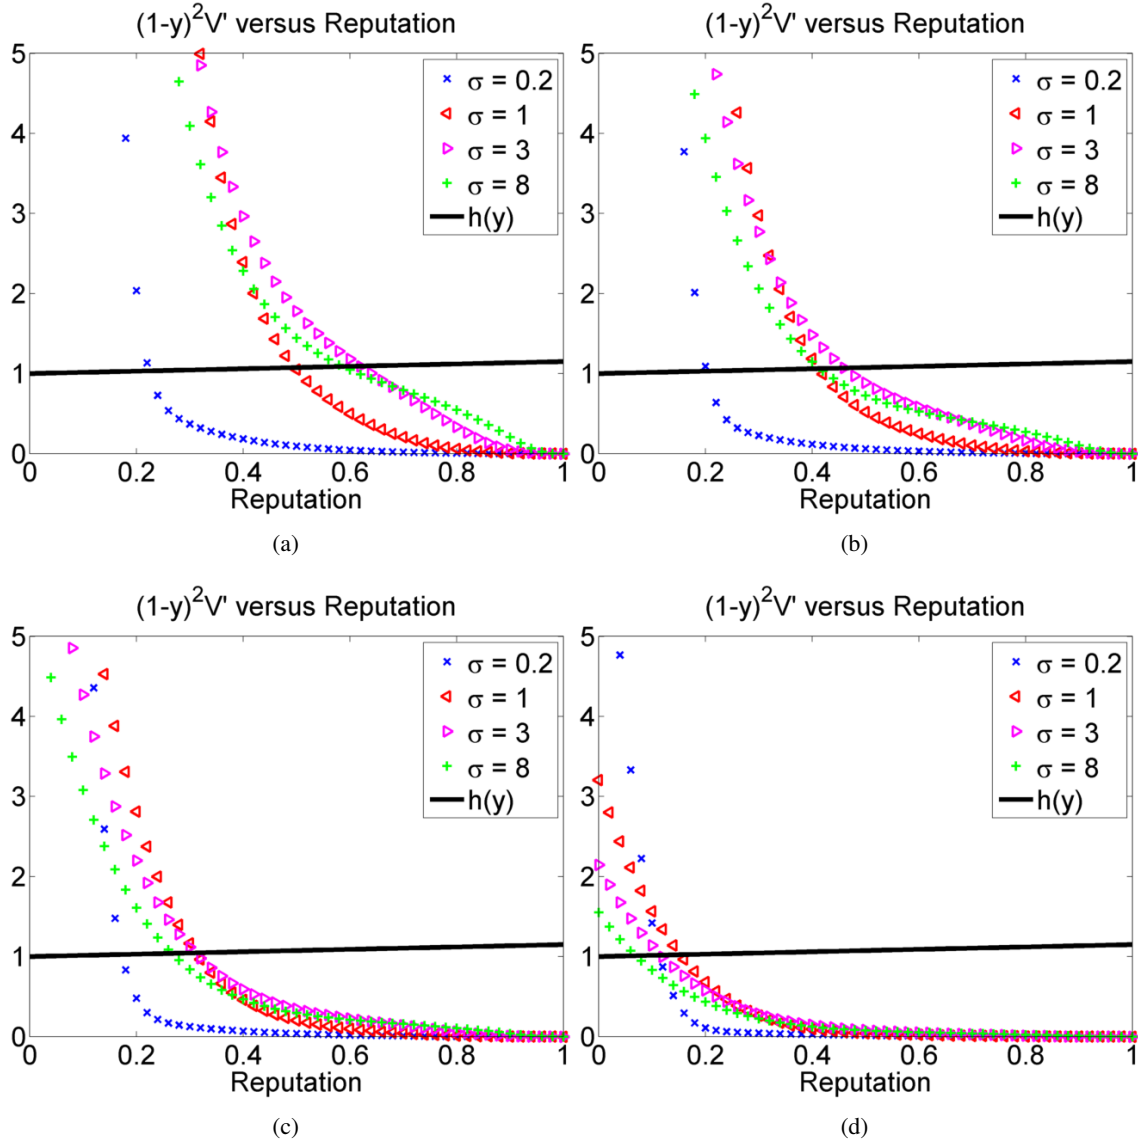 (1-y)²V' versus Reputation
5
4
3
2
1
0
0 0.2 0.4 0.6 0.8 1
Reputation
σ = 0.2
σ = 1
σ = 3
σ = 8
h(y)
(a)
(1-y)²V' versus Reputation
5
4
3
2
1
0
0 0.2 0.4 0.6 0.8 1
Reputation
σ = 0.2
σ = 1
σ = 3
σ = 8
h(y)
(b)
(1-y)²V' versus Reputation
5
4
3
2
1
0
0 0.2 0.4 0.6 0.8 1
Reputation
σ = 0.2
σ = 1
σ = 3
σ = 8
h(y)
(c)
(1-y)²V' versus Reputation
5
4
3
2
1
0
0 0.2 0.4 0.6 0.8 1
Reputation
σ = 0.2
σ = 1
σ = 3
σ = 8
h(y)
(d)